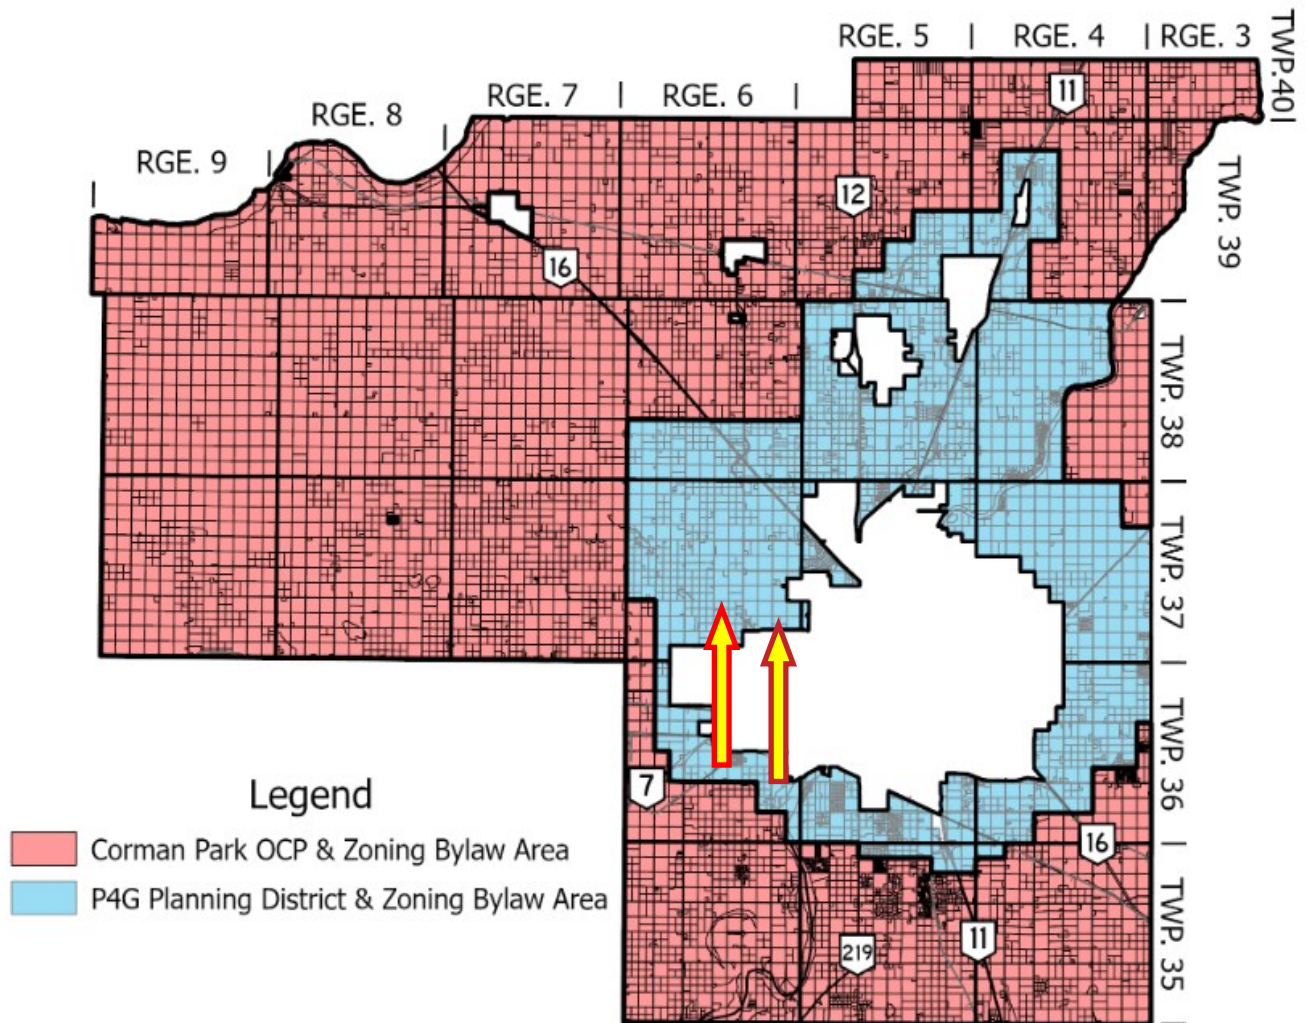 RGE. 5 | RGE. 4 | RGE. 3
TWP.40
RGE. 7 | RGE. 6 |
RGE. 8
RGE. 9
11
12
TWP. 39
16
TWP. 38
TWP. 37
TWP. 36
7
Legend
Corman Park OCP & Zoning Bylaw Area
P4G Planning District & Zoning Bylaw Area
16
TWP. 35
219
11